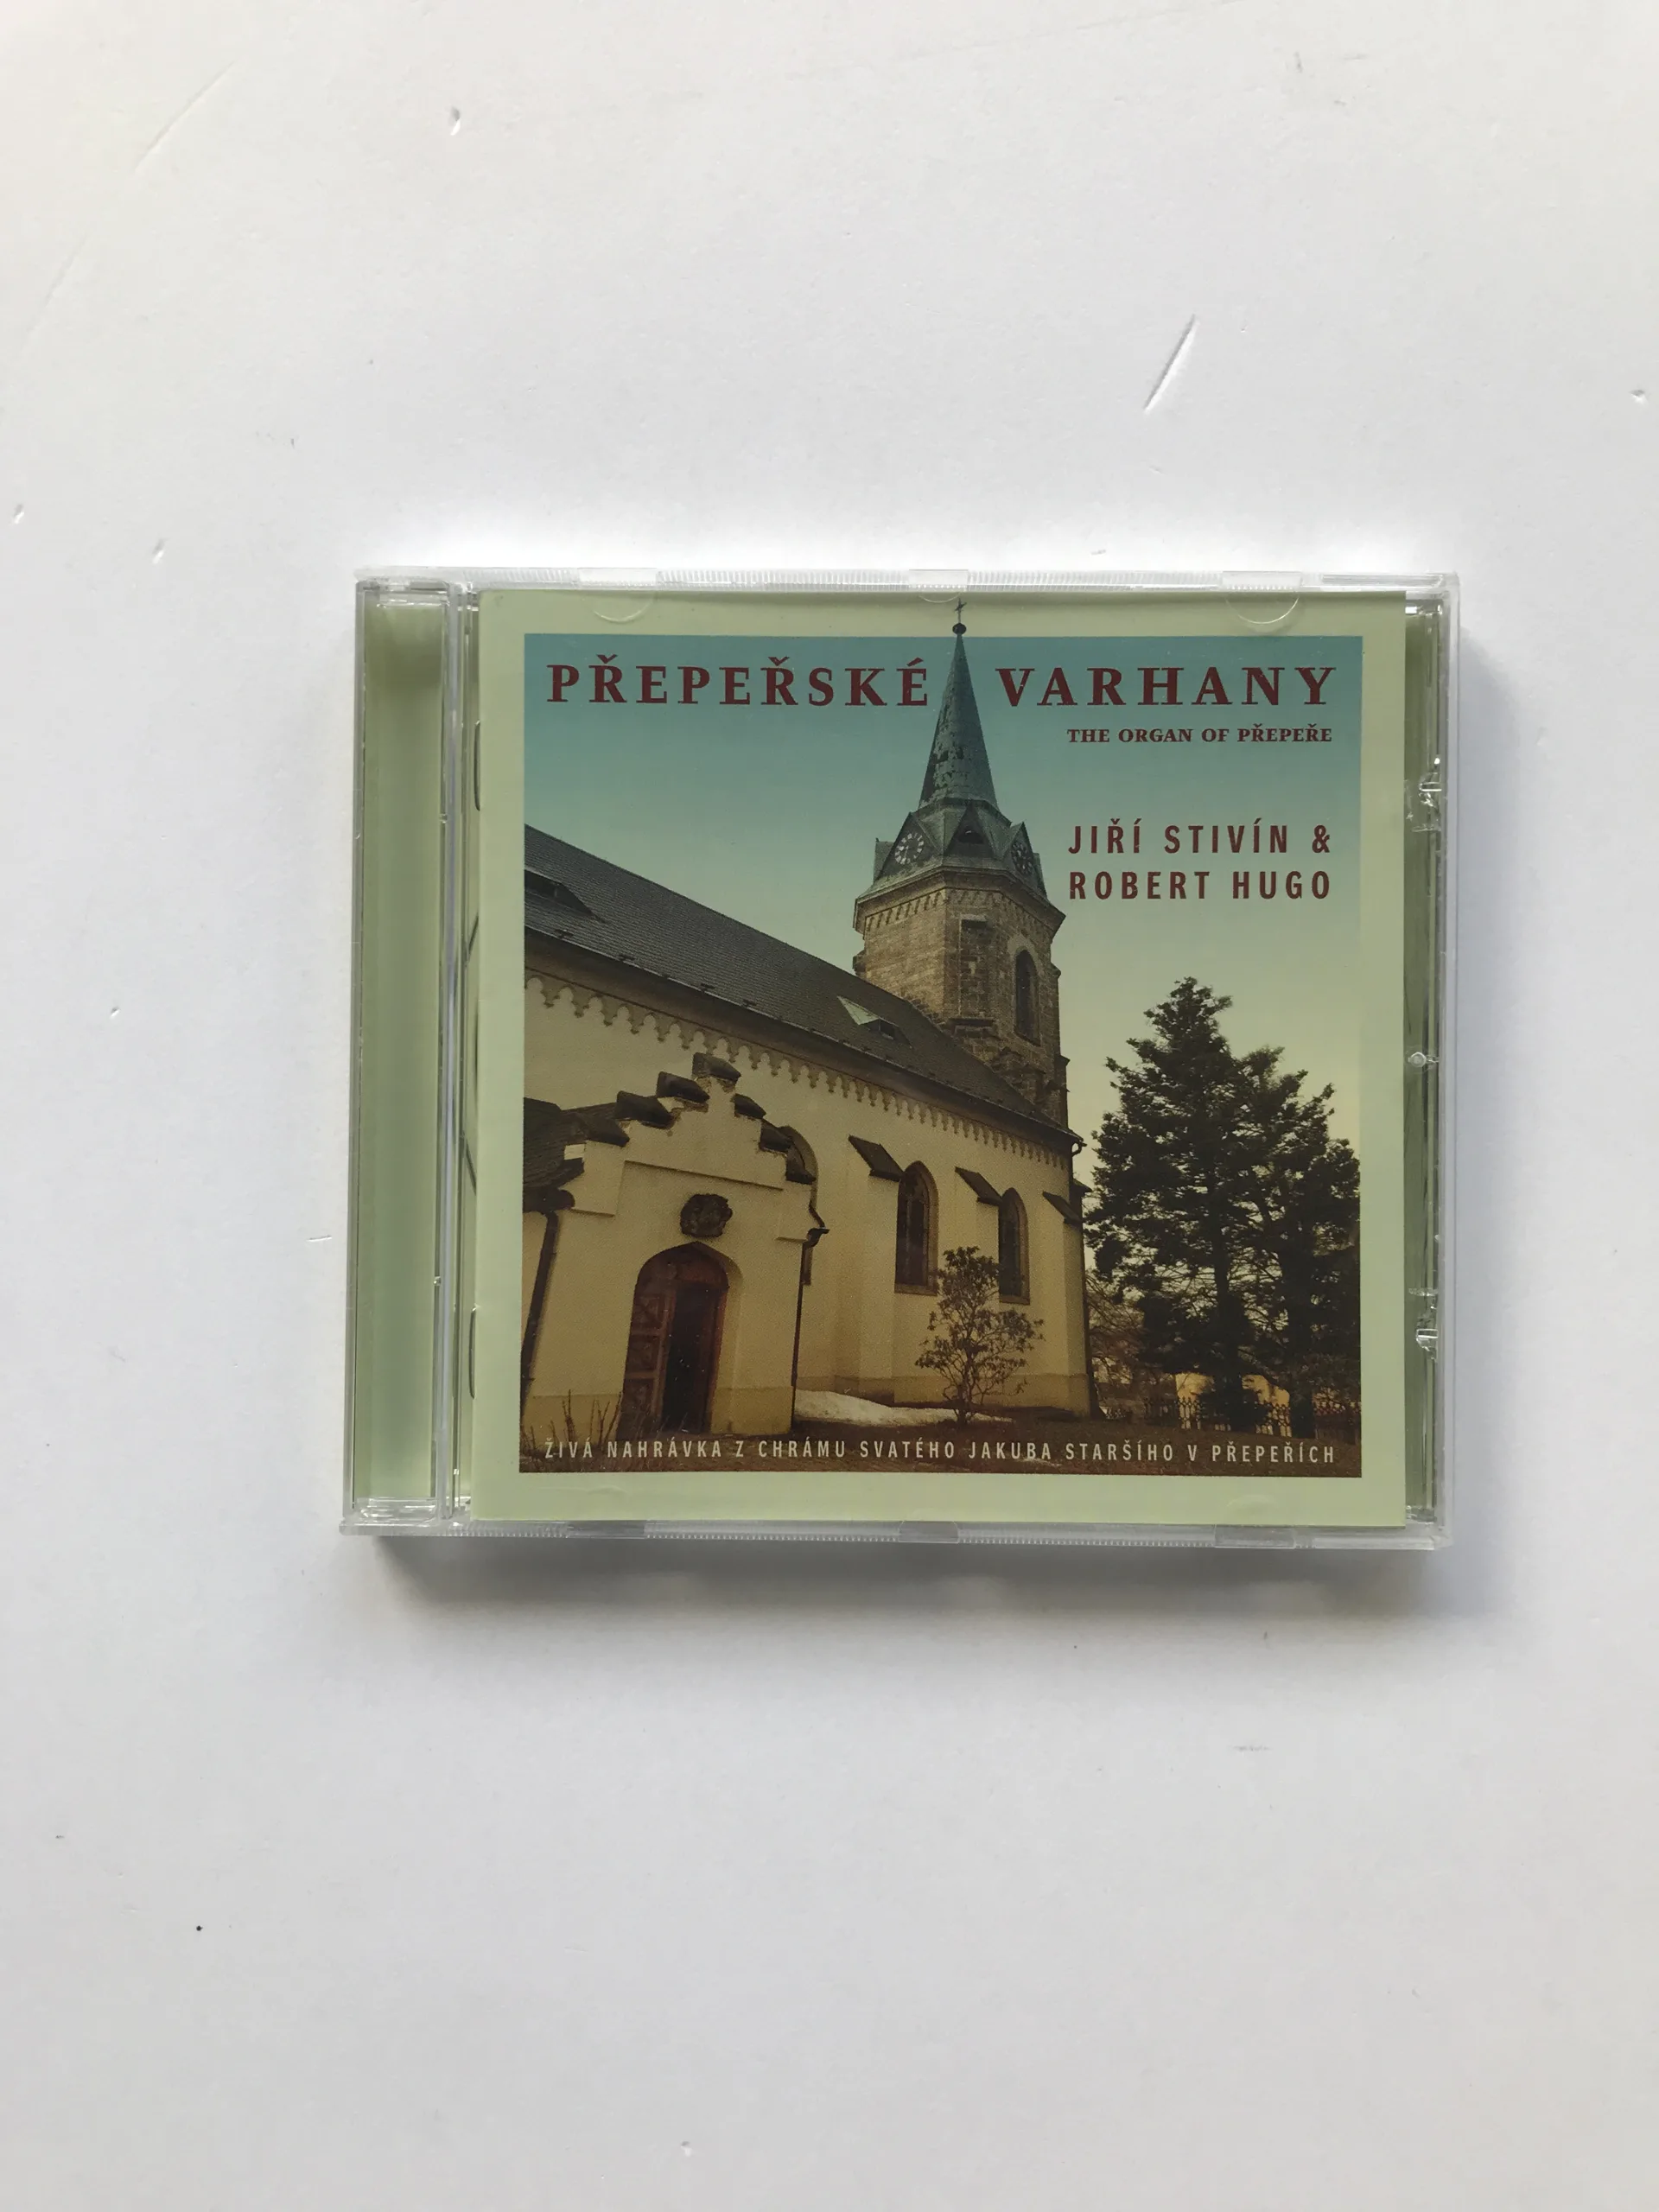 PŘEPEŘSKÉ VARHANY
THE ORGAN OF PŘEPEŘE
JIŘÍ STIVÍN &
ROBERT HUGO
ŽIVÁ NAHRÁVKA Z CHRÁMU SVATÉHO JAKUBA STARŠÍHO V PŘEPEŘÍCH